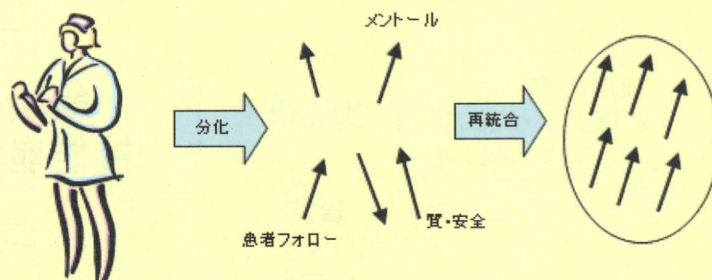 メントール
分化
再統合
患者フォロー
質・安全